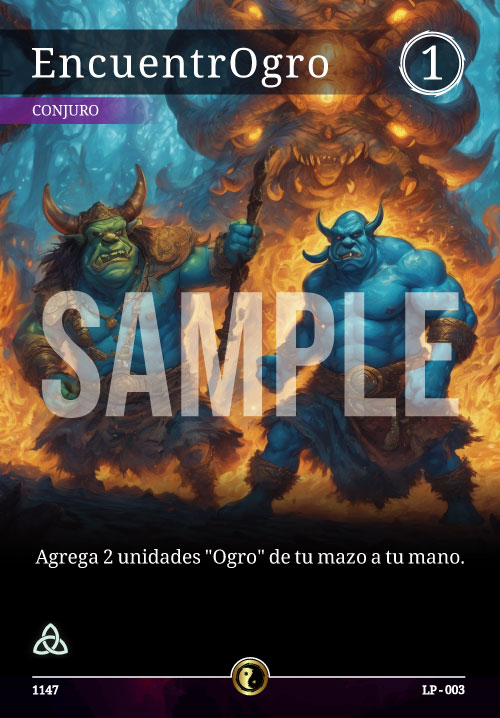 EncuentrOgro
1
CONJURO
SAMPLE
Agrega 2 unidades "Ogro" de tu mazo a tu mano.
1147
LP - 003